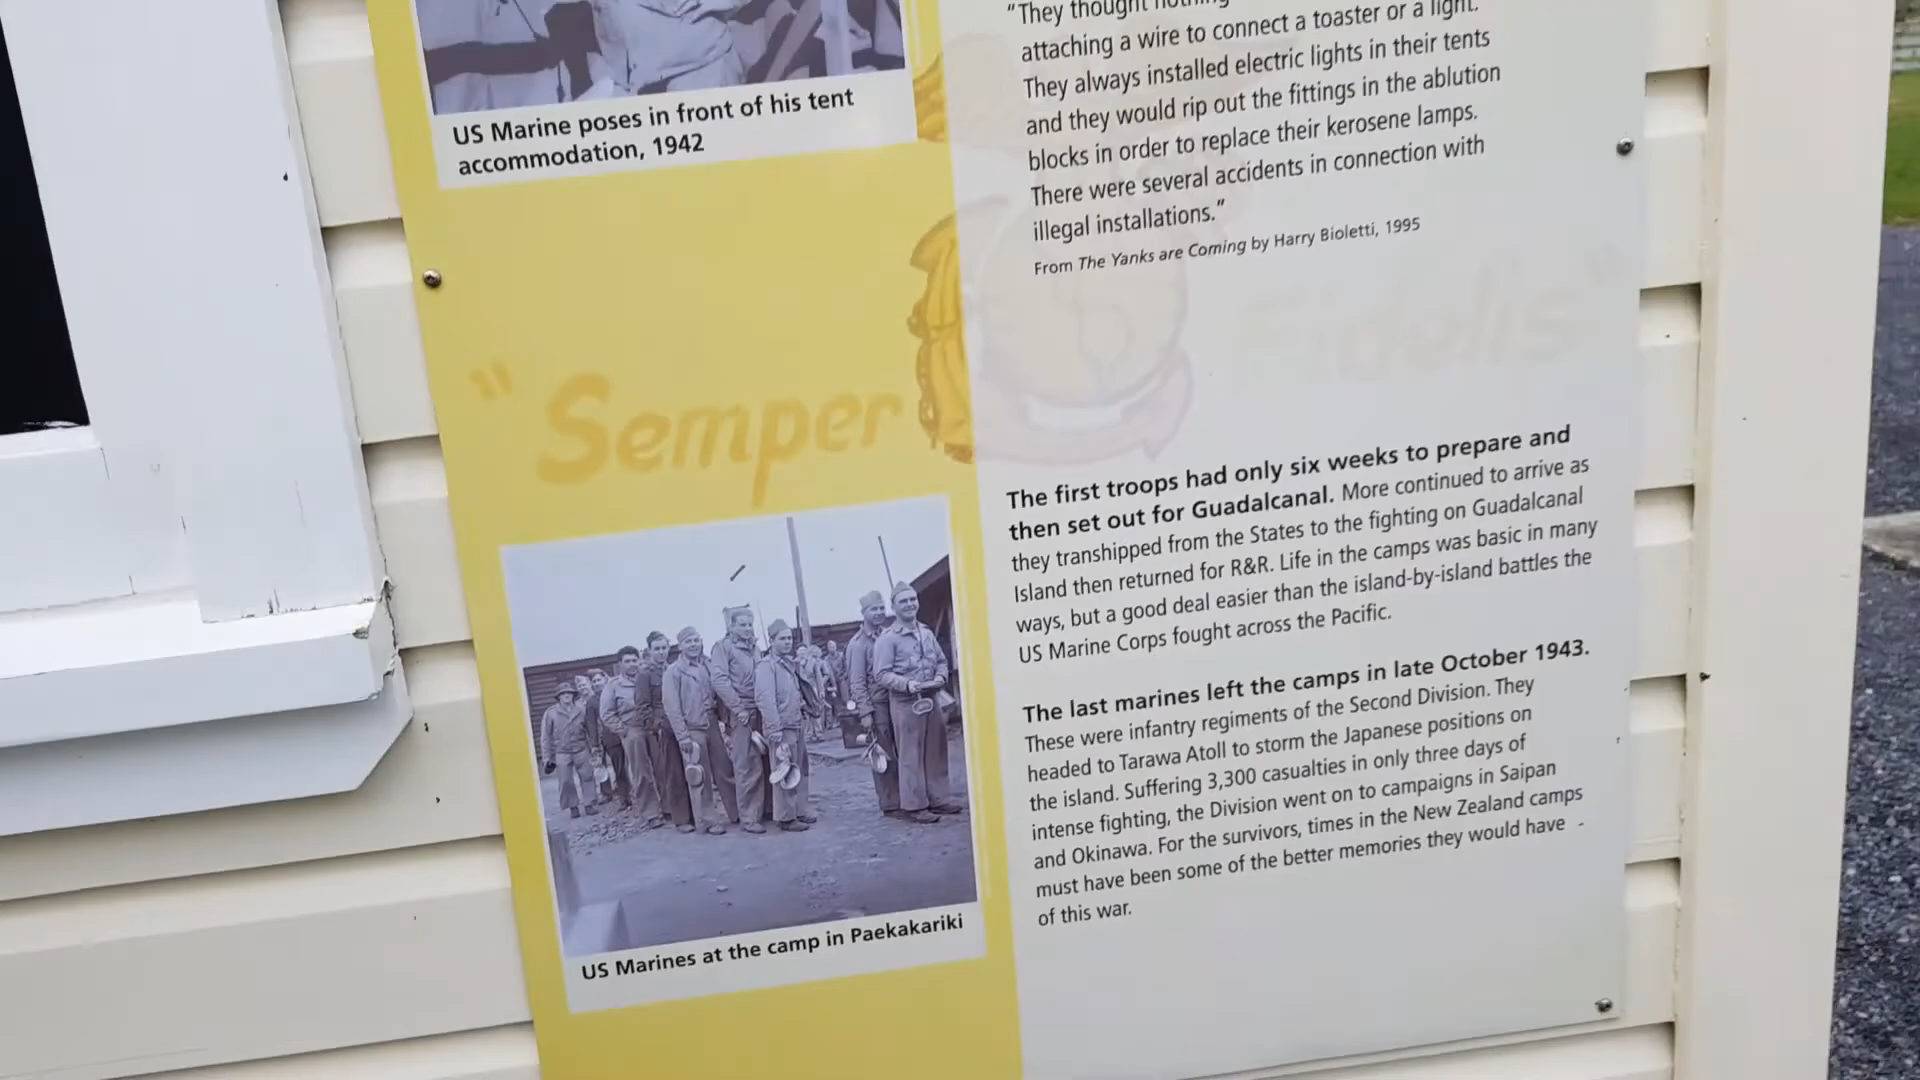 US Marine poses in front of his tent
accommodation, 1942
"Semper
Fidelis"
US Marines at the camp in Paekakariki
"They thought
attaching a wire to connect a toaster or a light.
They always installed electric lights in their tents
and they would rip out the fittings in the ablution
blocks in order to replace their kerosene lamps.
There were several accidents in connection with
illegal installations."
From The Yanks are Coming by Harry Bioletti, 1995
The first troops had only six weeks to prepare and
then set out for Guadalcanal. More continued to arrive as
they transhipped from the States to the fighting on Guadalcanal
Island then returned for R&R. Life in the camps was basic in many
ways, but a good deal easier than the island-by-island battles the
US Marine Corps fought across the Pacific.
The last marines left the camps in late October 1943.
These were infantry regiments of the Second Division. They
headed to Tarawa Atoll to storm the Japanese positions on
the island. Suffering 3,300 casualties in only three days of
intense fighting, the Division went on to campaigns in Saipan
and Okinawa. For the survivors, times in the New Zealand camps
must have been some of the better memories they would have
of this war.